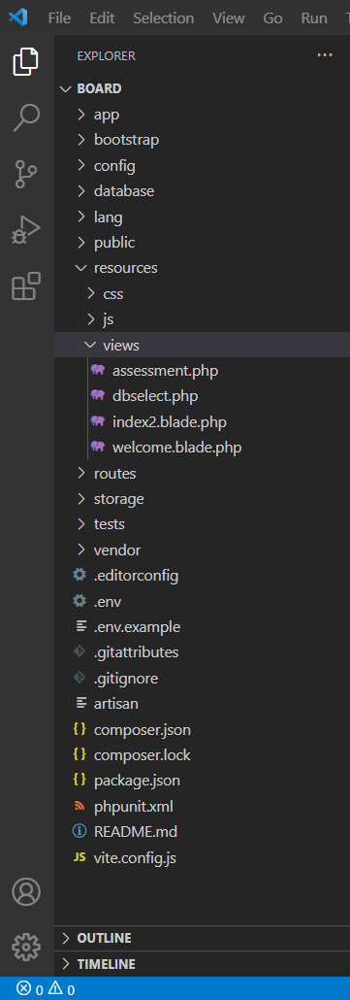 File Edit Selection View Go Run
EXPLORER
BOARD
app
bootstrap
config
database
lang
public
resources
css
js
views
assessment.php
dbselect.php
index2.blade.php
welcome.blade.php
routes
storage
tests
vendor
.editorconfig
.env
.env.example
.gitattributes
.gitignore
artisan
{} composer.json
{} composer.lock
{} package.json
phpunit.xml
README.md
JS vite.config.js
OUTLINE
TIMELINE
0 0